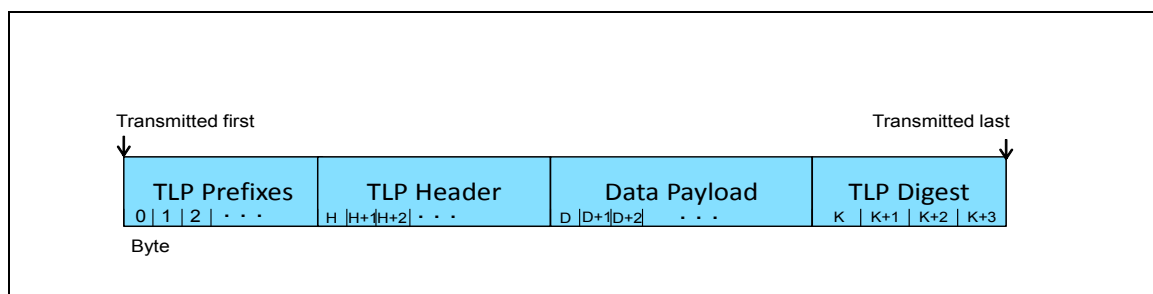 Transmitted first Transmitted last
TLP Prefixes TLP Header Data Payload TLP Digest
0 | 1 | 2 | · · · H |H+1|H+2| · · · D |D+1|D+2| · · · K | K+1 | K+2 | K+3
Byte